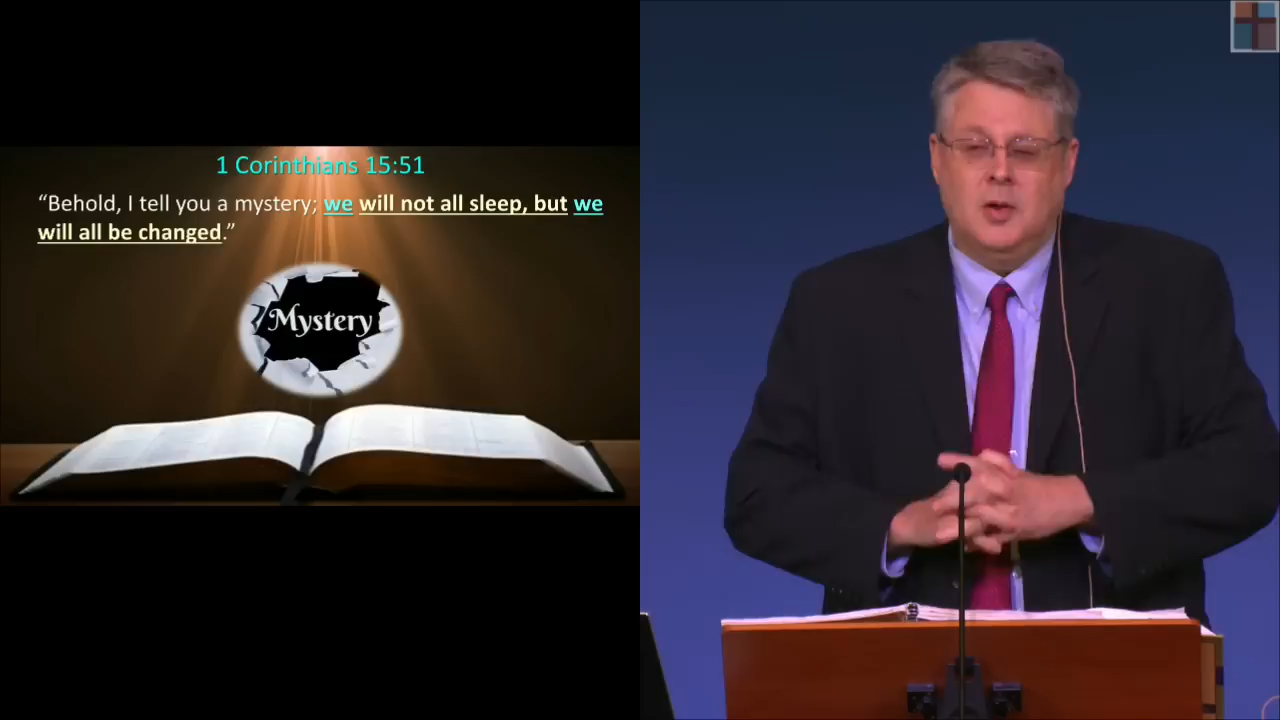 1 Corinthians 15:51
“Behold, I tell you a mystery; we will not all sleep, but we
will all be changed.”
Mystery